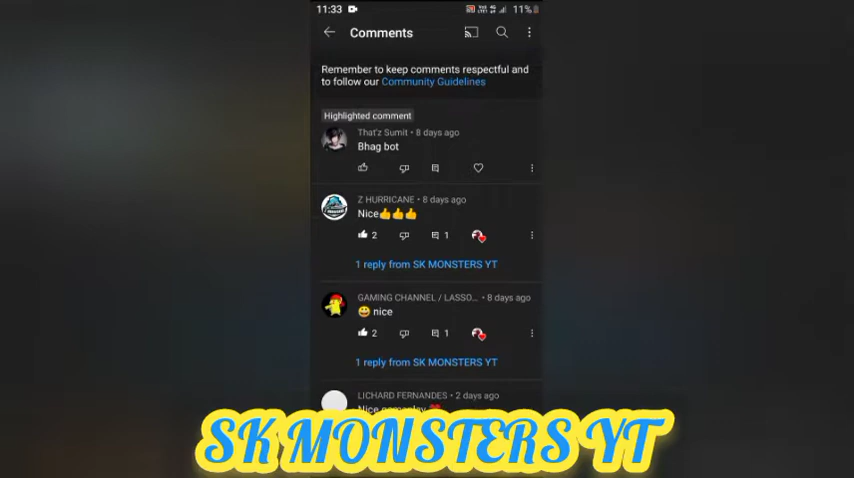 11:33 11%
Comments
Remember to keep comments respectful and
to follow our Community Guidelines
Highlighted comment
That'z Sumit • 8 days ago
Bhag bot
Z HURRICANE • 8 days ago
Nice👍👍👍
2 1
1 reply from SK MONSTERS YT
GAMING CHANNEL / LASSO... • 8 days ago
😀 nice
2 1
1 reply from SK MONSTERS YT
LICHARD FERNANDES • 2 days ago
Nice gameplay ❤
SK MONSTERS YT